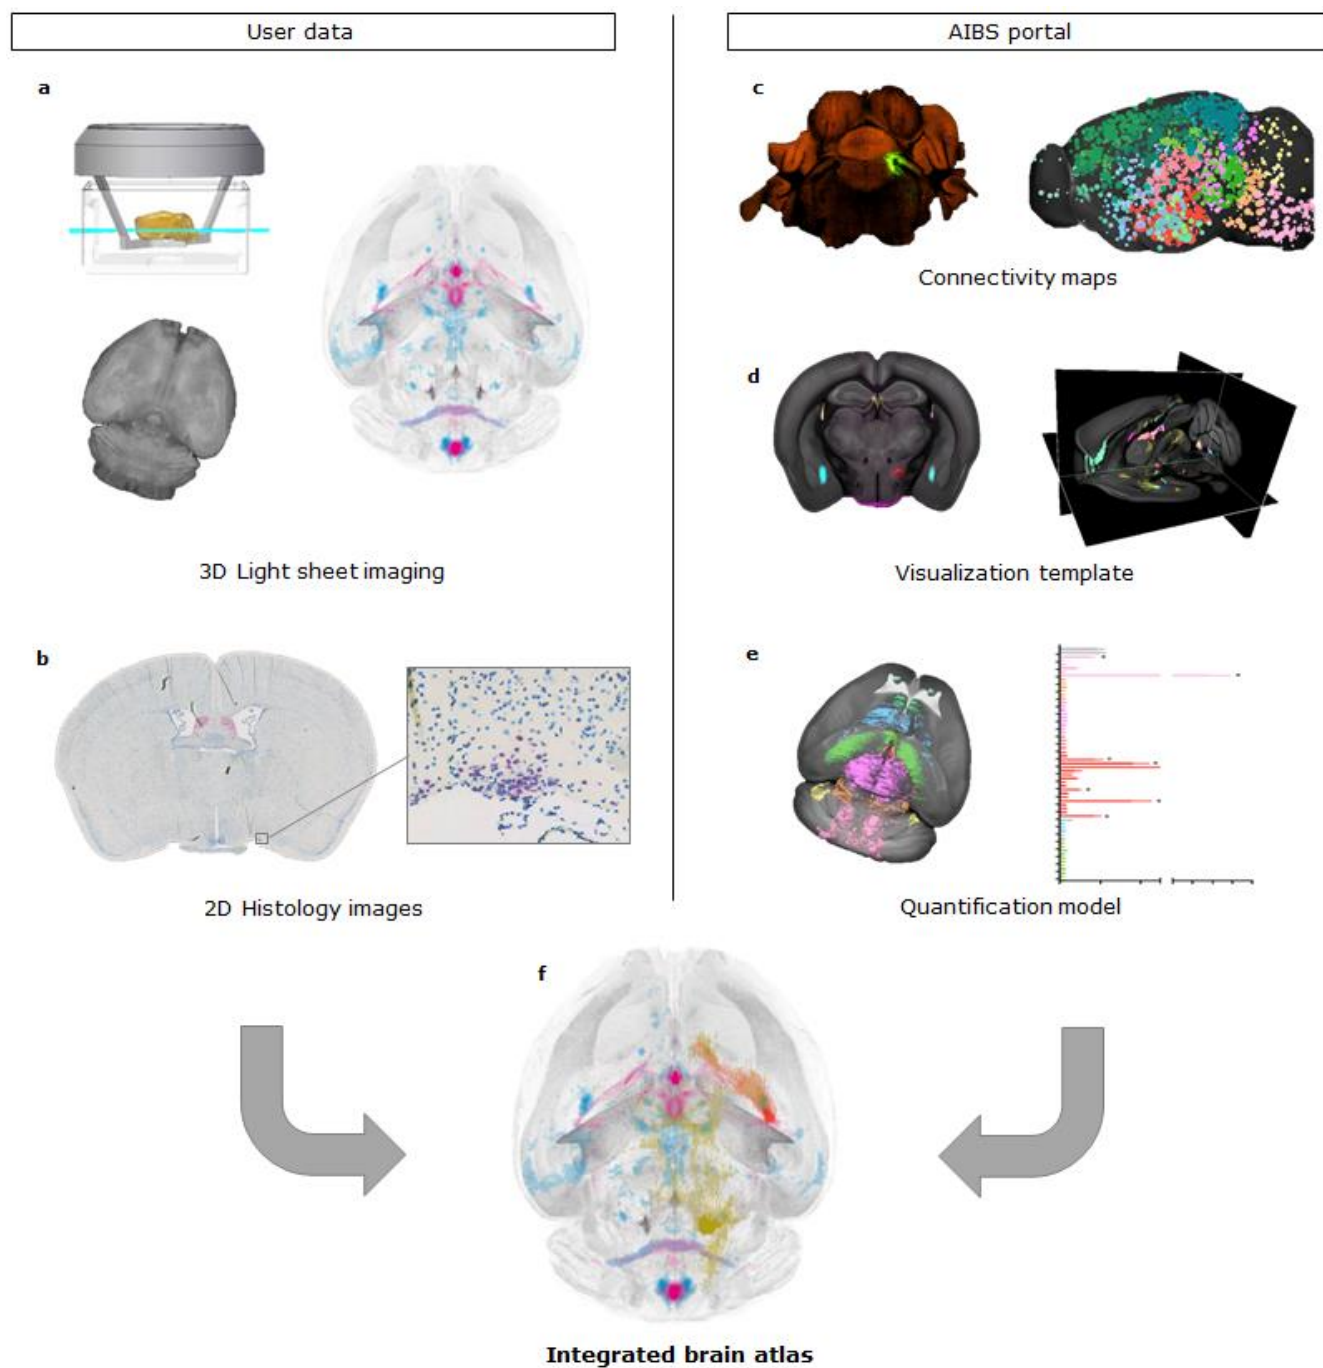 User data
AIBS portal
a
c
Connectivity maps
d
3D Light sheet imaging
Visualization template
b
e
2D Histology images
Quantification model
f
Integrated brain atlas